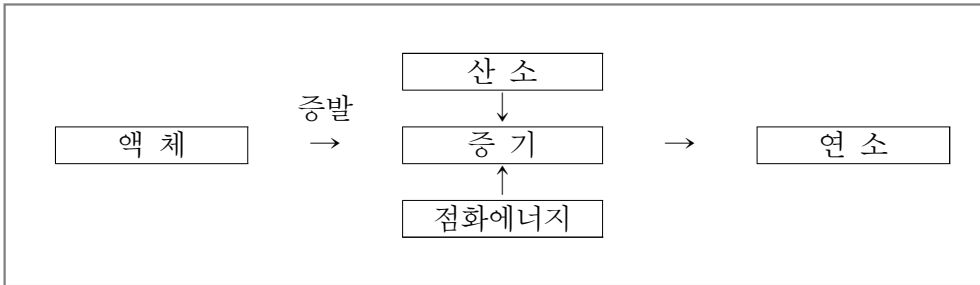 산 소
증발
액 체 → 증 기 → 연 소
점화에너지